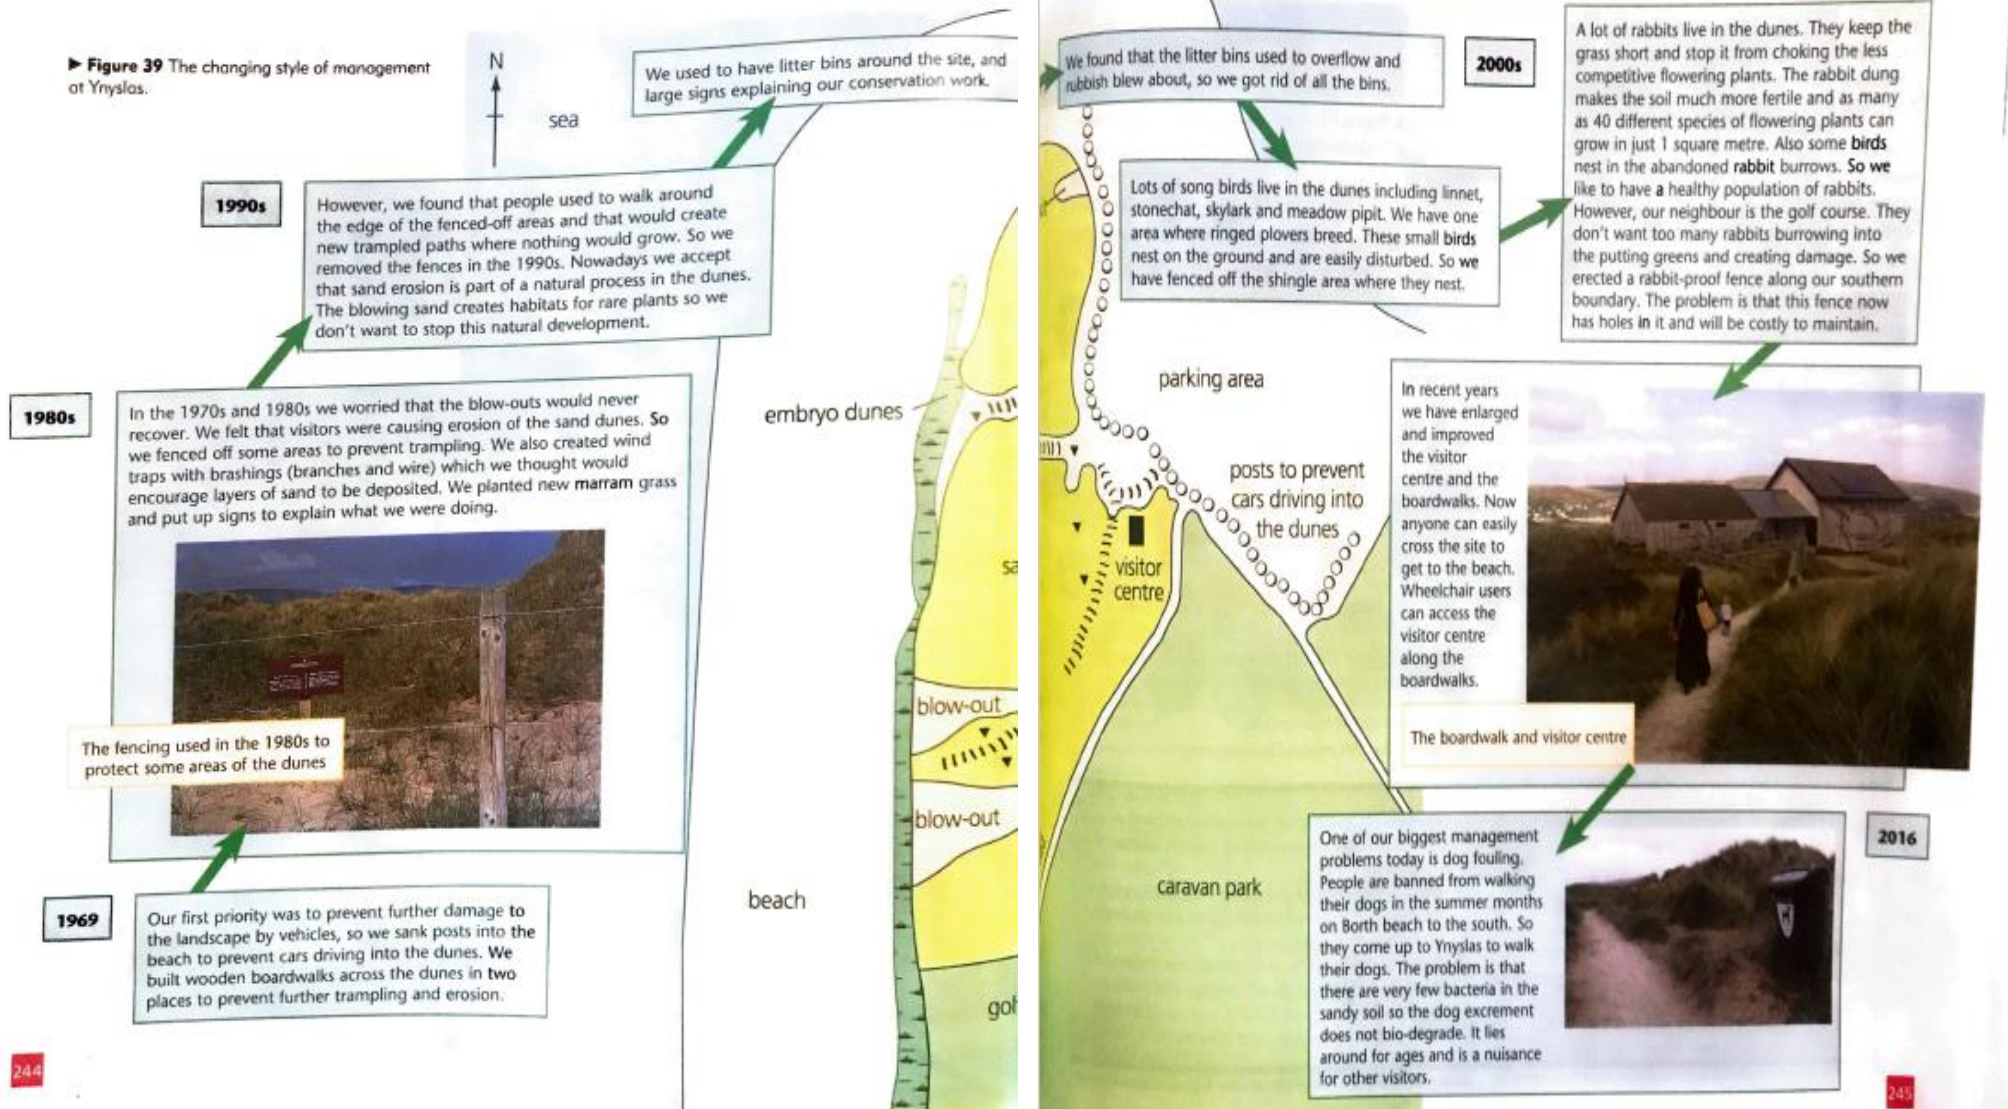 ► Figure 39 The changing style of management
at Ynyslas.
N
sea
We used to have litter bins around the site, and
large signs explaining our conservation work.
1990s
However, we found that people used to walk around
the edge of the fenced-off areas and that would create
new trampled paths where nothing would grow. So we
removed the fences in the 1990s. Nowadays we accept
that sand erosion is part of a natural process in the dunes.
The blowing sand creates habitats for rare plants so we
don't want to stop this natural development.
1980s
In the 1970s and 1980s we worried that the blow-outs would never
recover. We felt that visitors were causing erosion of the sand dunes. So
we fenced off some areas to prevent trampling. We also created wind
traps with brashings (branches and wire) which we thought would
encourage layers of sand to be deposited. We planted new marram grass
and put up signs to explain what we were doing.
The fencing used in the 1980s to
protect some areas of the dunes
1969
Our first priority was to prevent further damage to
the landscape by vehicles, so we sank posts into the
beach to prevent cars driving into the dunes. We
built wooden boardwalks across the dunes in two
places to prevent further trampling and erosion.
embryo dunes
sa
blow-out
blow-out
beach
gol
244
We found that the litter bins used to overflow and
rubbish blew about, so we got rid of all the bins.
2000s
Lots of song birds live in the dunes including linnet,
stonechat, skylark and meadow pipit. We have one
area where ringed plovers breed. These small birds
nest on the ground and are easily disturbed. So we
have fenced off the shingle area where they nest.
A lot of rabbits live in the dunes. They keep the
grass short and stop it from choking the less
competitive flowering plants. The rabbit dung
makes the soil much more fertile and as many
as 40 different species of flowering plants can
grow in just 1 square metre. Also some birds
nest in the abandoned rabbit burrows. So we
like to have a healthy population of rabbits.
However, our neighbour is the golf course. They
don't want too many rabbits burrowing into
the putting greens and creating damage. So we
erected a rabbit-proof fence along our southern
boundary. The problem is that this fence now
has holes in it and will be costly to maintain.
parking area
posts to prevent
cars driving into
the dunes
visitor
centre
caravan park
In recent years
we have enlarged
and improved
the visitor
centre and the
boardwalks. Now
anyone can easily
cross the site to
get to the beach.
Wheelchair users
can access the
visitor centre
along the
boardwalks.
The boardwalk and visitor centre
2016
One of our biggest management
problems today is dog fouling.
People are banned from walking
their dogs in the summer months
on Borth beach to the south. So
they come up to Ynyslas to walk
their dogs. The problem is that
there are very few bacteria in the
sandy soil so the dog excrement
does not bio-degrade. It lies
around for ages and is a nuisance
for other visitors.
245